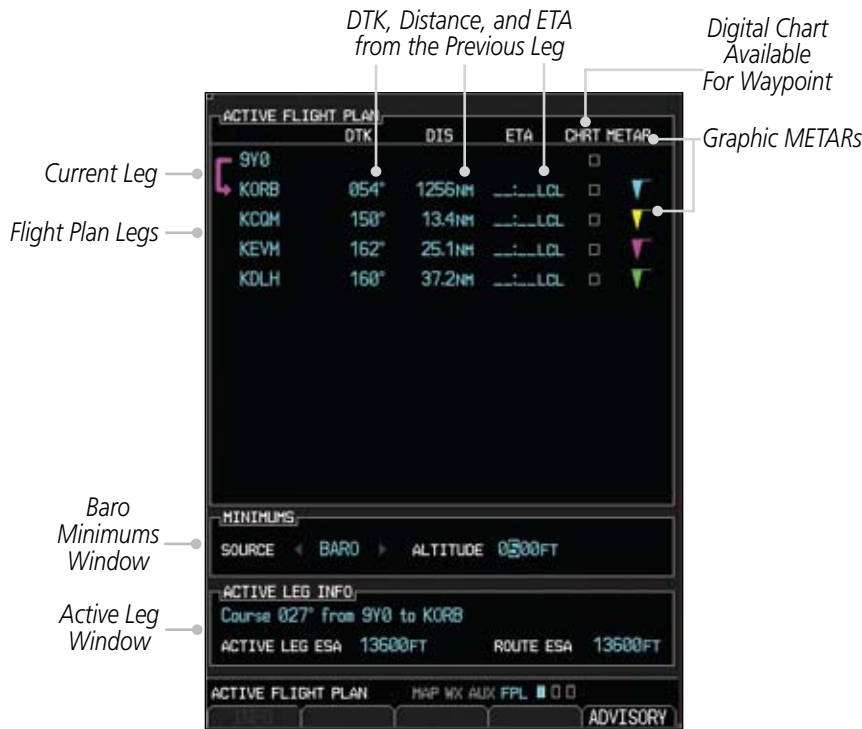 DTK, Distance, and ETA
from the Previous Leg
Digital Chart
Available
For Waypoint
Graphic METARs
Current Leg
Flight Plan Legs
Baro
Minimums
Window
Active Leg
Window
ACTIVE FLIGHT PLAN
DTK DIS ETA CHRT METAR
9Y0
KORB 054° 1256NM __:__LCL
KCQM 150° 13.4NM __:__LCL
KEVM 162° 25.1NM __:__LCL
KDLH 160° 37.2NM __:__LCL
MINIMUMS
SOURCE BARO ALTITUDE 0500FT
ACTIVE LEG INFO
Course 027° from 9Y0 to KORB
ACTIVE LEG ESA 13600FT ROUTE ESA 13600FT
ACTIVE FLIGHT PLAN MAP WX AUX FPL
INFO ADVISORY